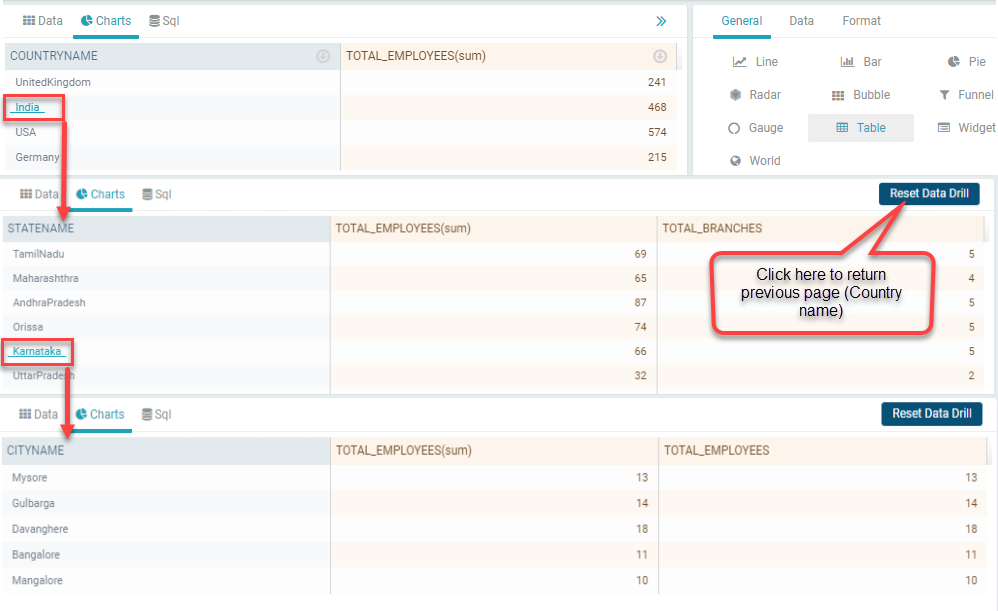 Data Charts Sql
General Data Format
COUNTRYNAME TOTAL_EMPLOYEES(sum)
UnitedKingdom 241
India 468
USA 574
Germany 215
Line Bar Pie
Radar Bubble Funnel
Gauge Table Widget
World
Data Charts Sql Reset Data Drill
STATENAME TOTAL_EMPLOYEES(sum) TOTAL_BRANCHES
TamilNadu 69 5
Maharashthra 65 4
AndhraPradesh 87 5
Orissa 74 5
Karnataka 66 5
UttarPradesh 32 2
Click here to return
previous page (Country
name)
Data Charts Sql Reset Data Drill
CITYNAME TOTAL_EMPLOYEES(sum) TOTAL_EMPLOYEES
Mysore 13 13
Gulbarga 14 14
Davanghere 18 18
Bangalore 11 11
Mangalore 10 10